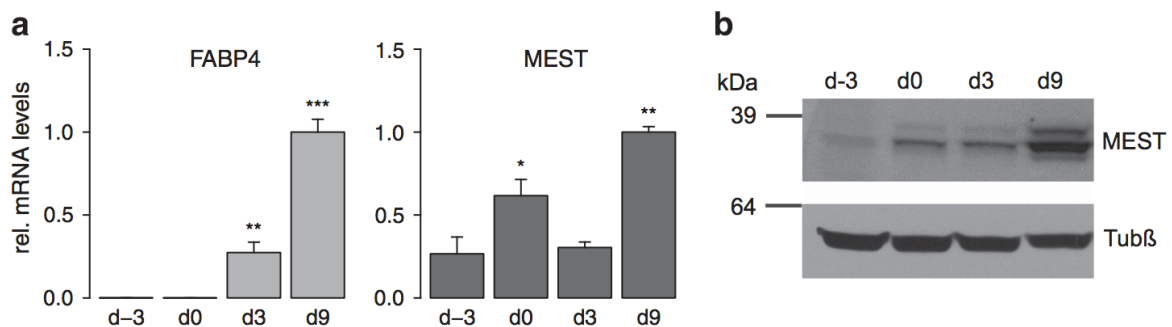 a
FABP4
MEST
rel. mRNA levels
1.5
1.0
0.5
0.0
***
**
d–3 d0 d3 d9
1.5
1.0
0.5
0.0
*
**
d–3 d0 d3 d9
b
kDa d-3 d0 d3 d9
39
MEST
64
Tubß